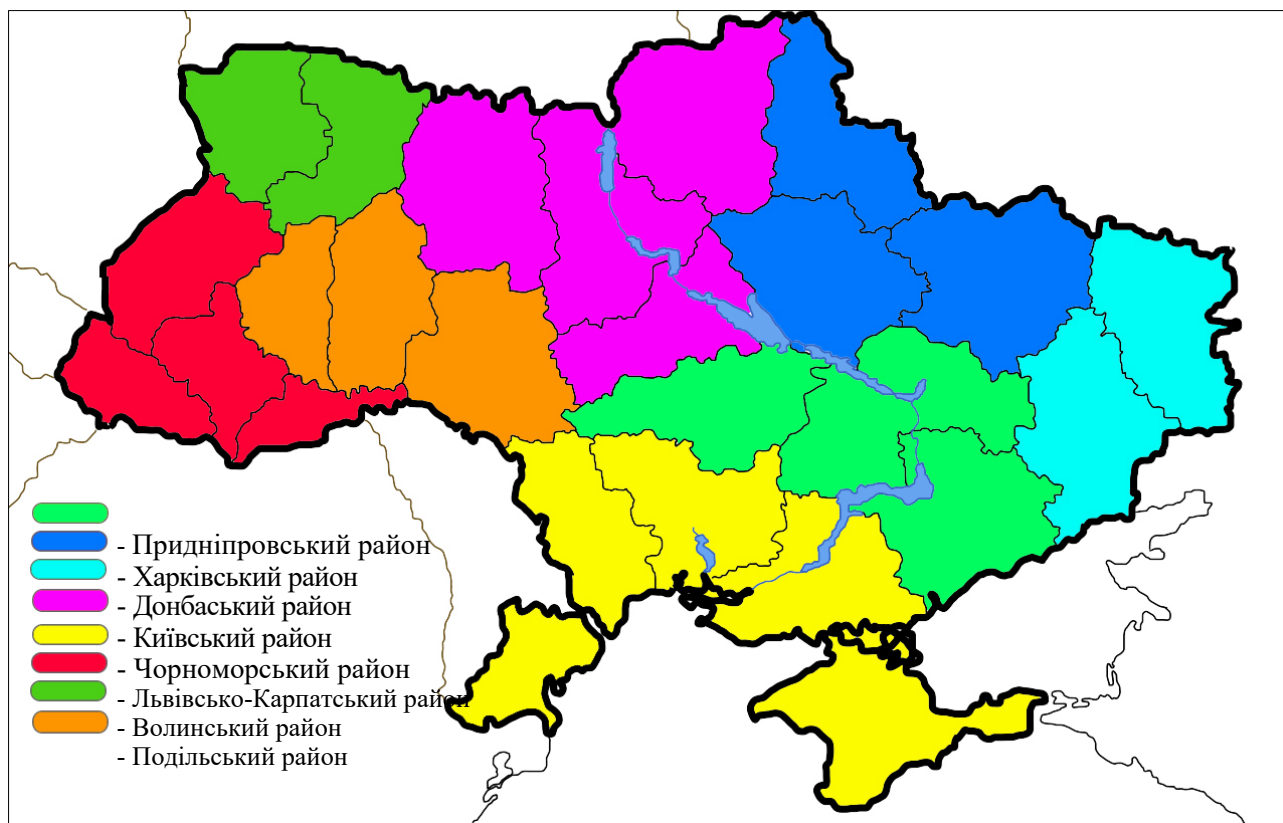 - Придніпровський район
- Харківський район
- Донбаський район
- Київський район
- Чорноморський район
- Львівсько-Карпатський район
- Волинський район
- Подільський район